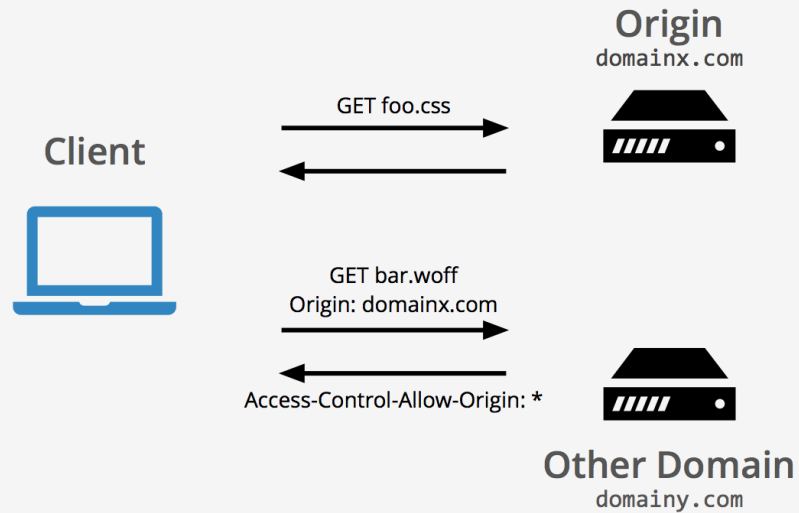 Origin
domainx.com
GET foo.css
Client
GET bar.woff
Origin: domainx.com
Access-Control-Allow-Origin: *
Other Domain
domainy.com